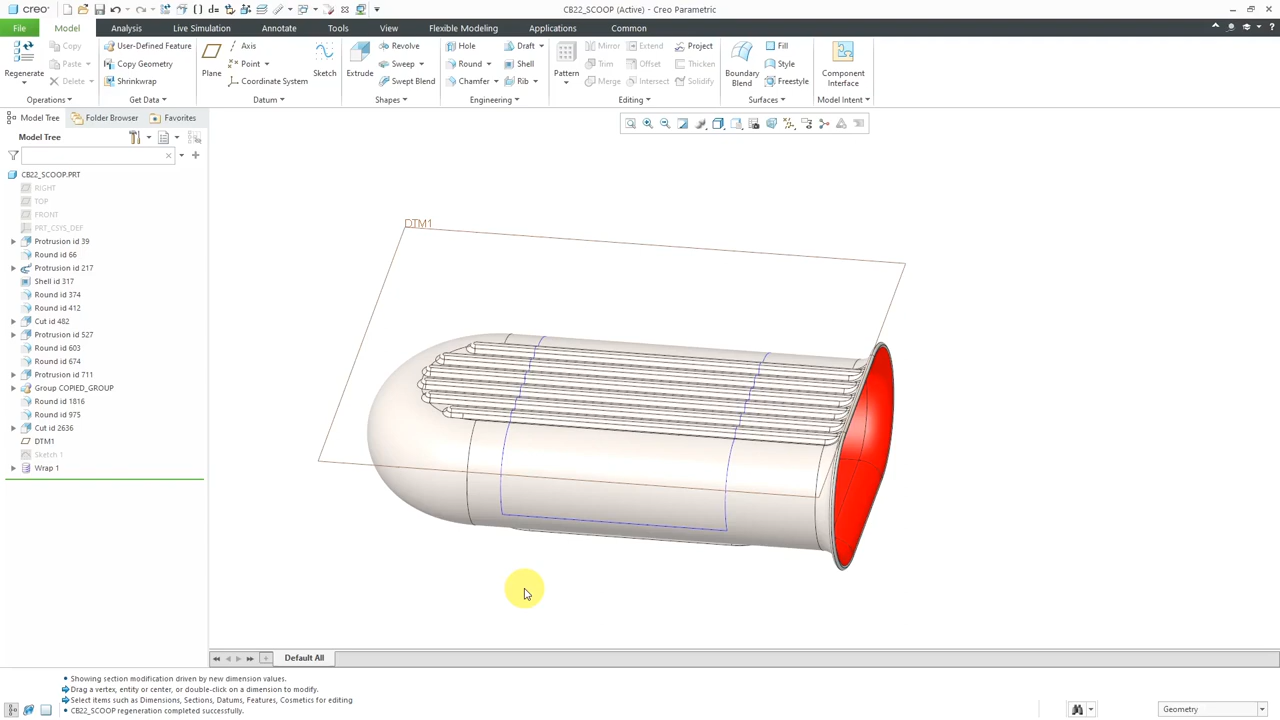 creo
CB22_SCOOP (Active) - Creo Parametric
File
Model
Analysis
Live Simulation
Annotate
Tools
View
Flexible Modeling
Applications
Common
Regenerate
Copy
Paste
Delete
Operations
User-Defined Feature
Copy Geometry
Shrinkwrap
Get Data
Plane
Axis
Point
Coordinate System
Sketch
Datum
Extrude
Revolve
Sweep
Swept Blend
Shapes
Hole
Round
Chamfer
Draft
Shell
Rib
Engineering
Pattern
Mirror
Trim
Merge
Extend
Offset
Intersect
Project
Thicken
Solidify
Editing
Boundary Blend
Fill
Style
Freestyle
Surfaces
Component Interface
Model Intent
Model Tree
Folder Browser
Favorites
Model Tree
CB22_SCOOP.PRT
RIGHT
TOP
FRONT
PRT_CSYS_DEF
Protrusion id 39
Round id 66
Protrusion id 217
Shell id 317
Round id 374
Round id 412
Cut id 482
Protrusion id 527
Round id 603
Round id 674
Protrusion id 711
Group COPIED_GROUP
Round id 1816
Round id 975
Cut id 2636
DTM1
Sketch 1
Wrap 1
DTM1
Default All
Showing section modification driven by new dimension values.
Drag a vertex, entity or center, or double-click on a dimension to modify.
Select items such as Dimensions, Sections, Datums, Features, Cosmetics for editing
CB22_SCOOP regeneration completed successfully.
Geometry